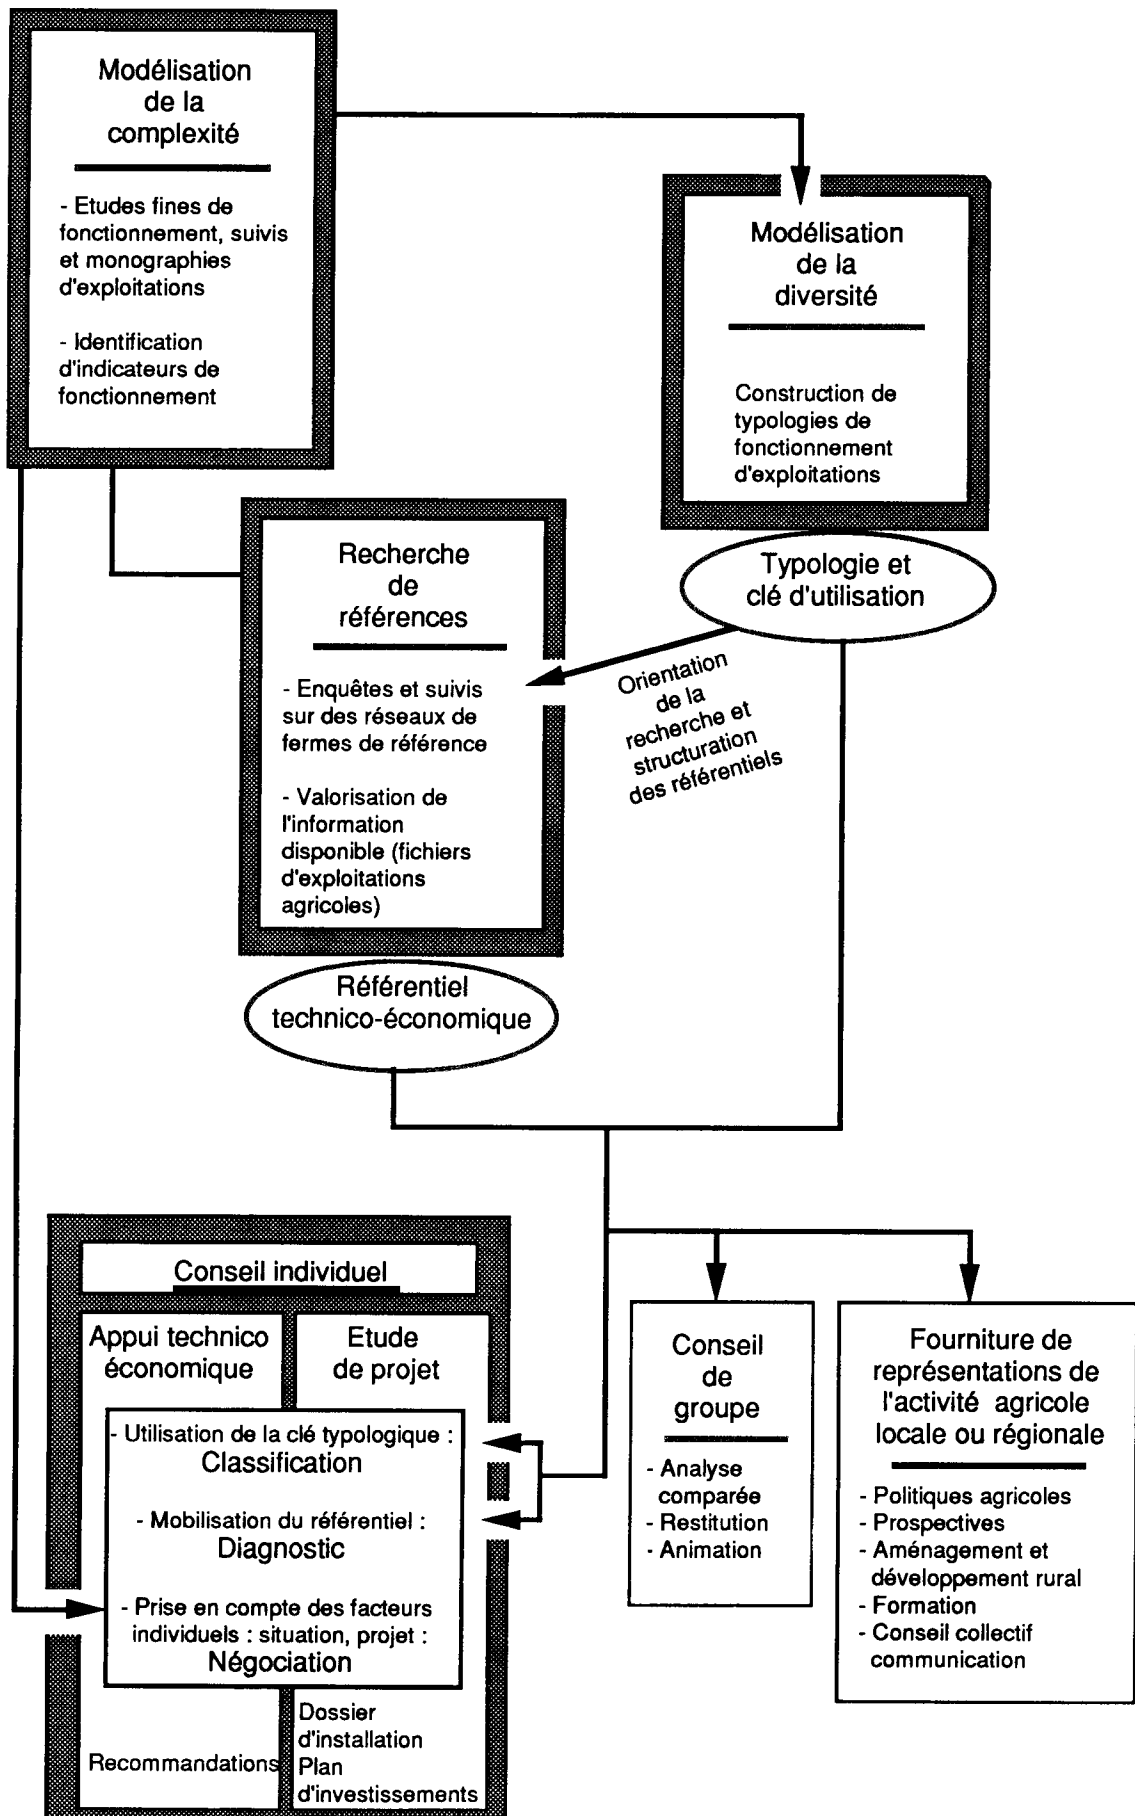 Modélisation
de la
complexité
- Etudes fines de
fonctionnement, suivis
et monographies
d'exploitations
- Identification
d'indicateurs de
fonctionnement
Modélisation
de la
diversité
Construction de
typologies de
fonctionnement
d'exploitations
Typologie et
clé d'utilisation
Recherche
de
références
- Enquêtes et suivis
sur des réseaux de
fermes de référence
- Valorisation de
l'information
disponible (fichiers
d'exploitations
agricoles)
Orientation
de la
recherche et
structuration
des référentiels
Référentiel
technico-économique
Conseil individuel
Appui technico
économique
Etude
de projet
- Utilisation de la clé typologique :
Classification
- Mobilisation du référentiel :
Diagnostic
- Prise en compte des facteurs
individuels : situation, projet :
Négociation
Recommandations
Dossier
d'installation
Plan
d'investissements
Conseil
de
groupe
- Analyse
comparée
- Restitution
- Animation
Fourniture de
représentations de
l'activité agricole
locale ou régionale
- Politiques agricoles
- Prospectives
- Aménagement et
développement rural
- Formation
- Conseil collectif
communication